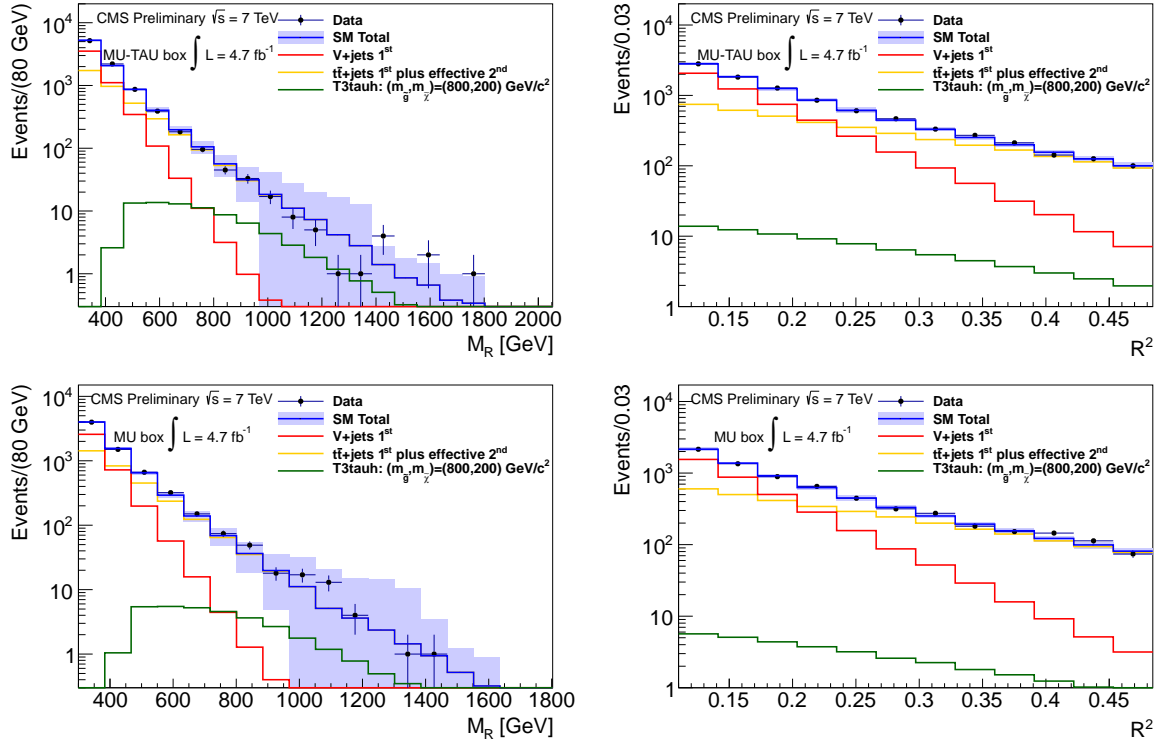 CMS Preliminary √s = 7 TeV
MU-TAU box ∫ L = 4.7 fb⁻¹
Data
SM Total
V+jets 1ˢᵗ
tt̄+jets 1ˢᵗ plus effective 2ⁿᵈ
T3tauh: (m_g̃,m_χ̃)=(800,200) GeV/c²
Events/(80 GeV)
10⁴
10³
10²
10
1
400 600 800 1000 1200 1400 1600 1800 2000
M_R [GeV]
CMS Preliminary √s = 7 TeV
MU-TAU box ∫ L = 4.7 fb⁻¹
Data
SM Total
V+jets 1ˢᵗ
tt̄+jets 1ˢᵗ plus effective 2ⁿᵈ
T3tauh: (m_g̃,m_χ̃)=(800,200) GeV/c²
Events/0.03
10⁴
10³
10²
10
1
0.15 0.2 0.25 0.3 0.35 0.4 0.45
R²
CMS Preliminary √s = 7 TeV
MU box ∫ L = 4.7 fb⁻¹
Data
SM Total
V+jets 1ˢᵗ
tt̄+jets 1ˢᵗ plus effective 2ⁿᵈ
T3tauh: (m_g̃,m_χ̃)=(800,200) GeV/c²
Events/(80 GeV)
10⁴
10³
10²
10
1
400 600 800 1000 1200 1400 1600 1800
M_R [GeV]
CMS Preliminary √s = 7 TeV
MU box ∫ L = 4.7 fb⁻¹
Data
SM Total
V+jets 1ˢᵗ
tt̄+jets 1ˢᵗ plus effective 2ⁿᵈ
T3tauh: (m_g̃,m_χ̃)=(800,200) GeV/c²
Events/0.03
10⁴
10³
10²
10
1
0.15 0.2 0.25 0.3 0.35 0.4 0.45
R²